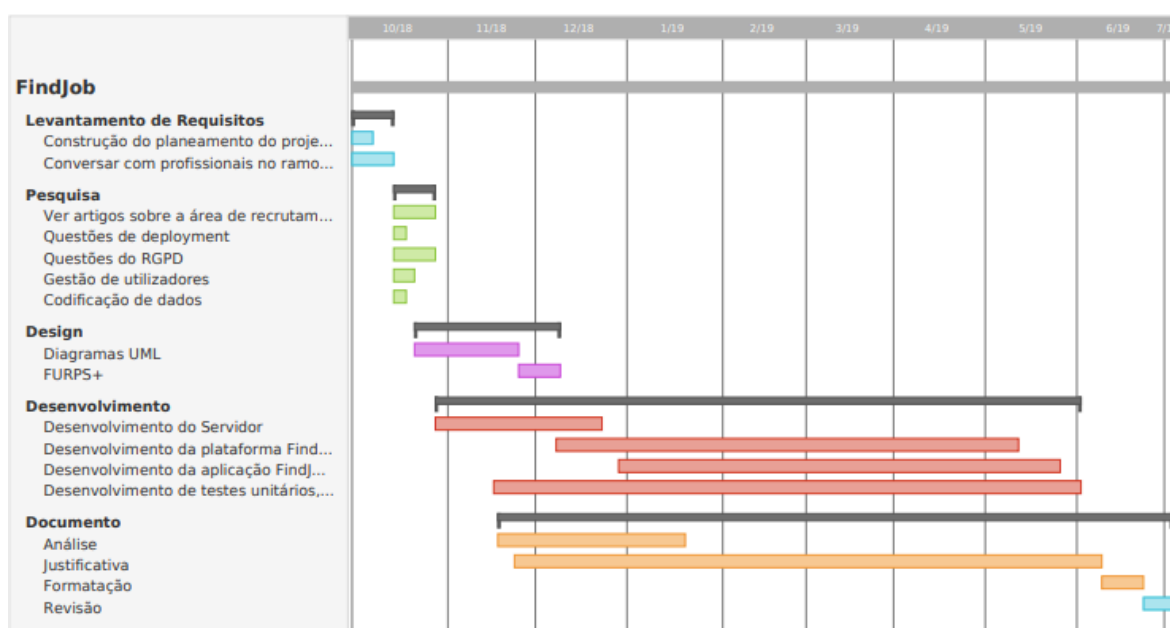 10/18 11/18 12/18 1/19 2/19 3/19 4/19 5/19 6/19
FindJob
Levantamento de Requisitos
Construção do planeamento do proje...
Conversar com profissionais no ramo...
Pesquisa
Ver artigos sobre a área de recrutam...
Questões de deployment
Questões do RGPD
Gestão de utilizadores
Codificação de dados
Design
Diagramas UML
FURPS+
Desenvolvimento
Desenvolvimento do Servidor
Desenvolvimento da plataforma Find...
Desenvolvimento da aplicação FindJ...
Desenvolvimento de testes unitários,...
Documento
Análise
Justificativa
Formatação
Revisão